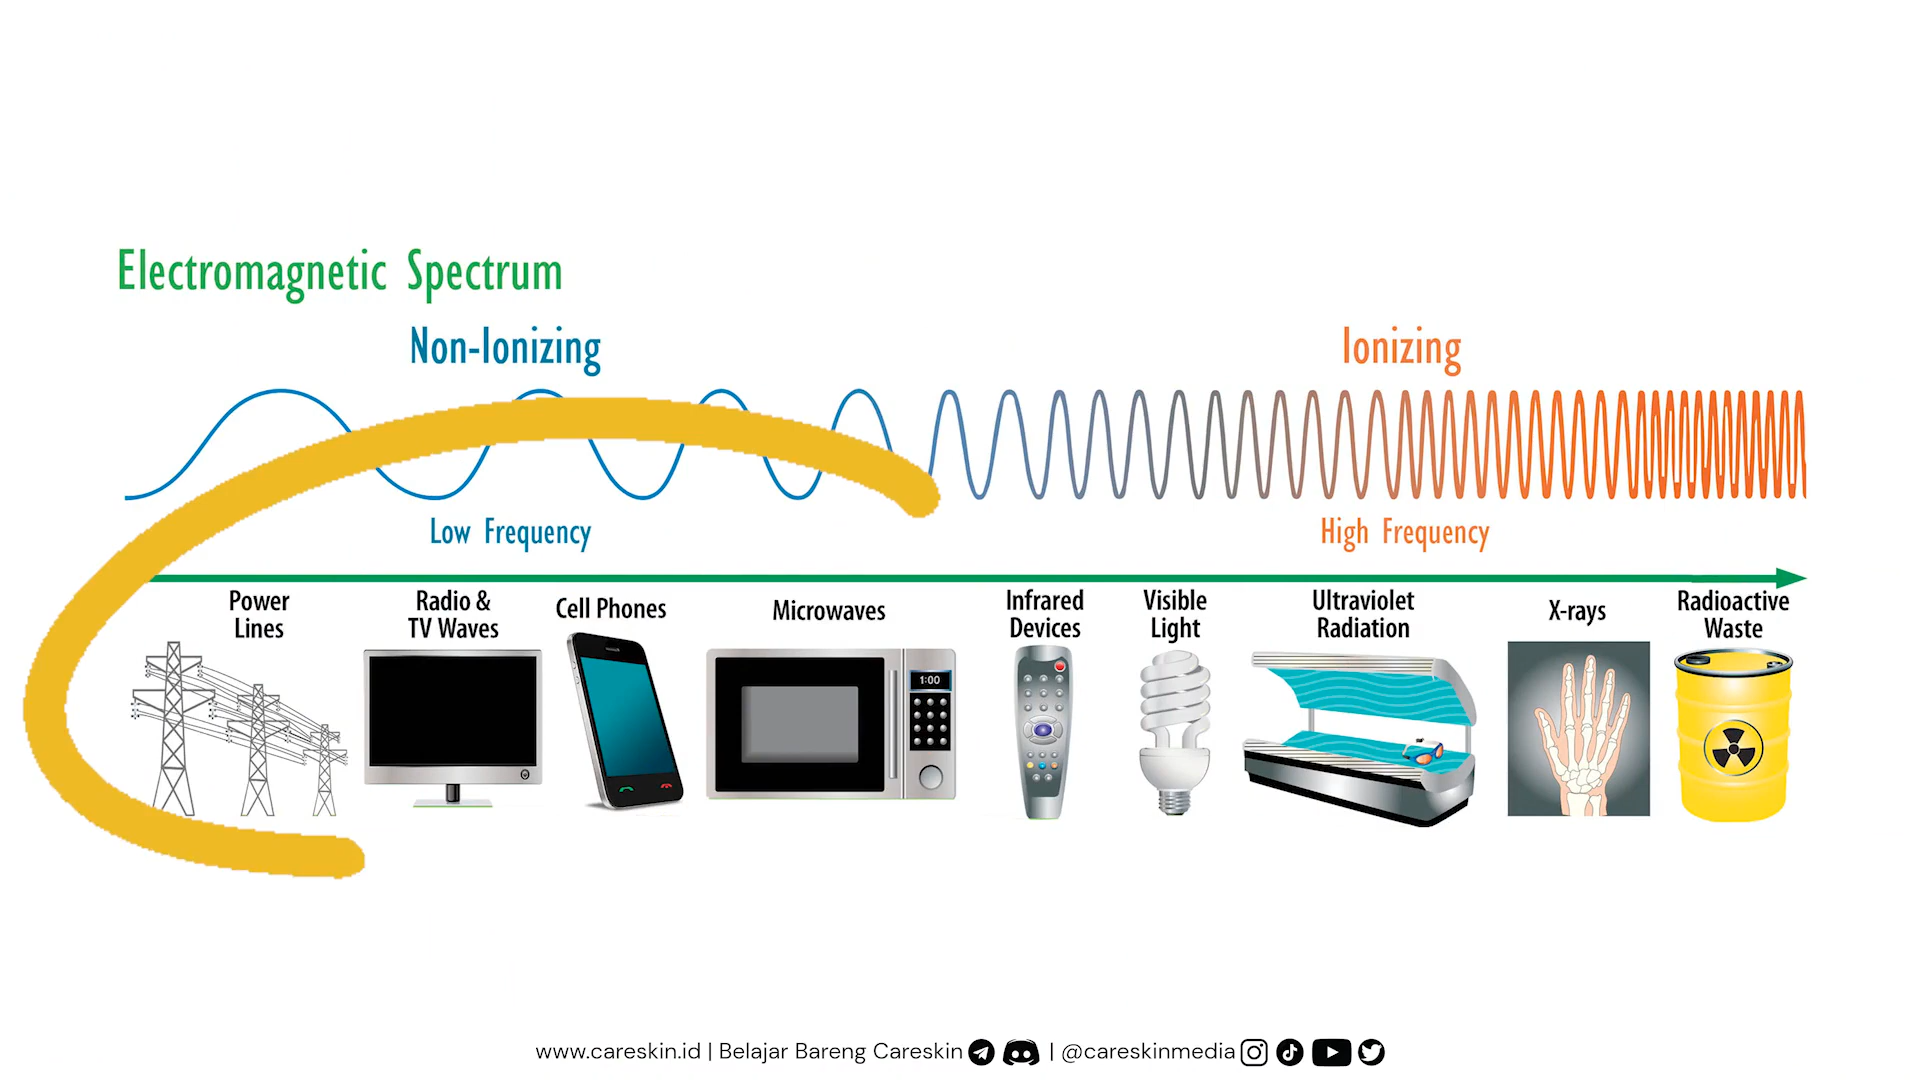 Electromagnetic Spectrum
Non-Ionizing
Ionizing
Low Frequency
High Frequency
Power
Lines
Radio &
TV Waves
Cell Phones
Microwaves
Infrared
Devices
Visible
Light
Ultraviolet
Radiation
X-rays
Radioactive
Waste
1:00
www.careskin.id | Belajar Bareng Careskin | @careskinmedia